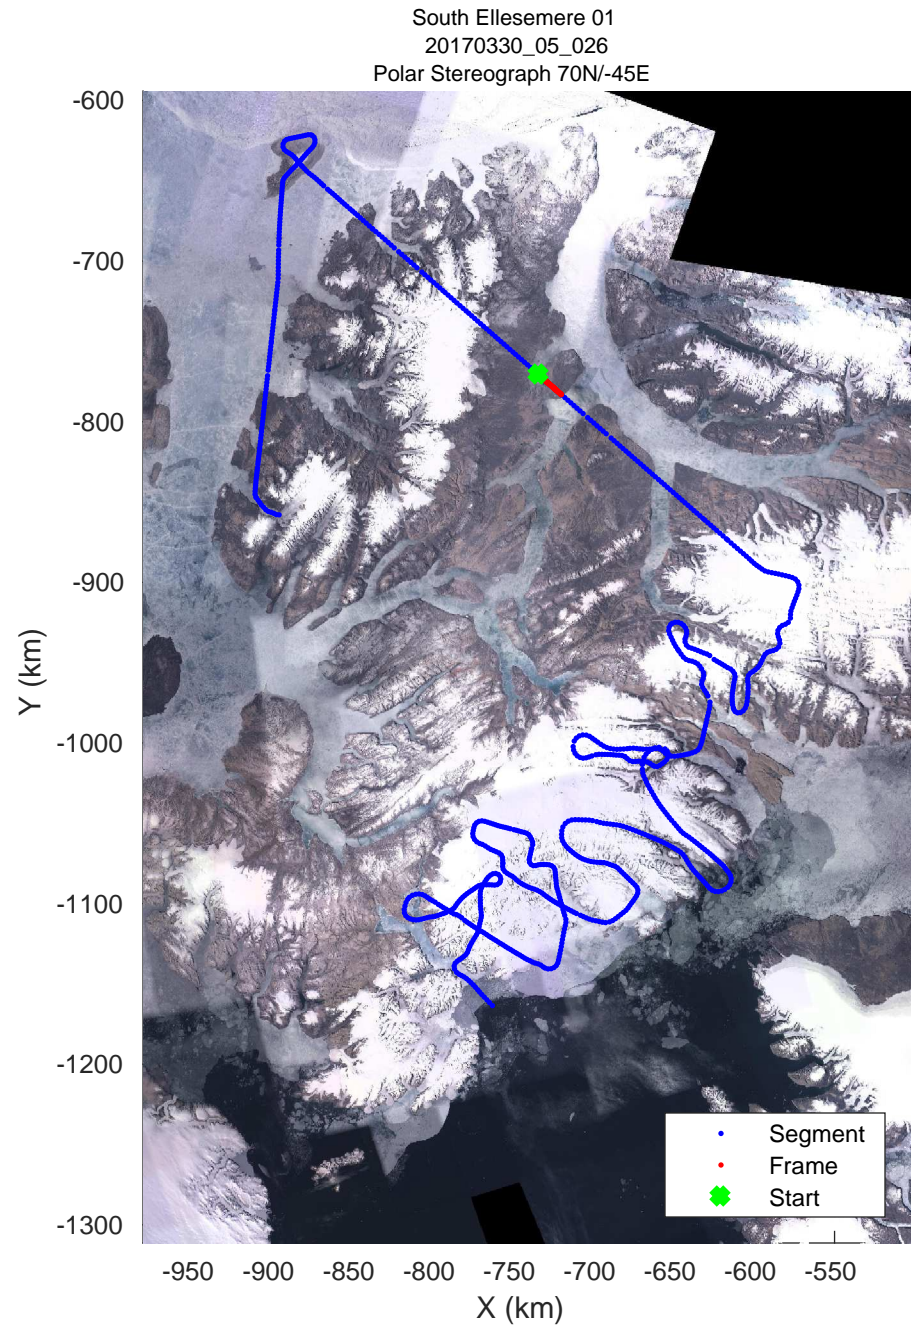 South Ellesemere 01
20170330_05_026
Polar Stereograph 70N/-45E
-600
-700
-800
-900
-1000
-1100
-1200
-1300
Y (km)
Segment
Frame
Start
-950 -900 -850 -800 -750 -700 -650 -600 -550
X (km)